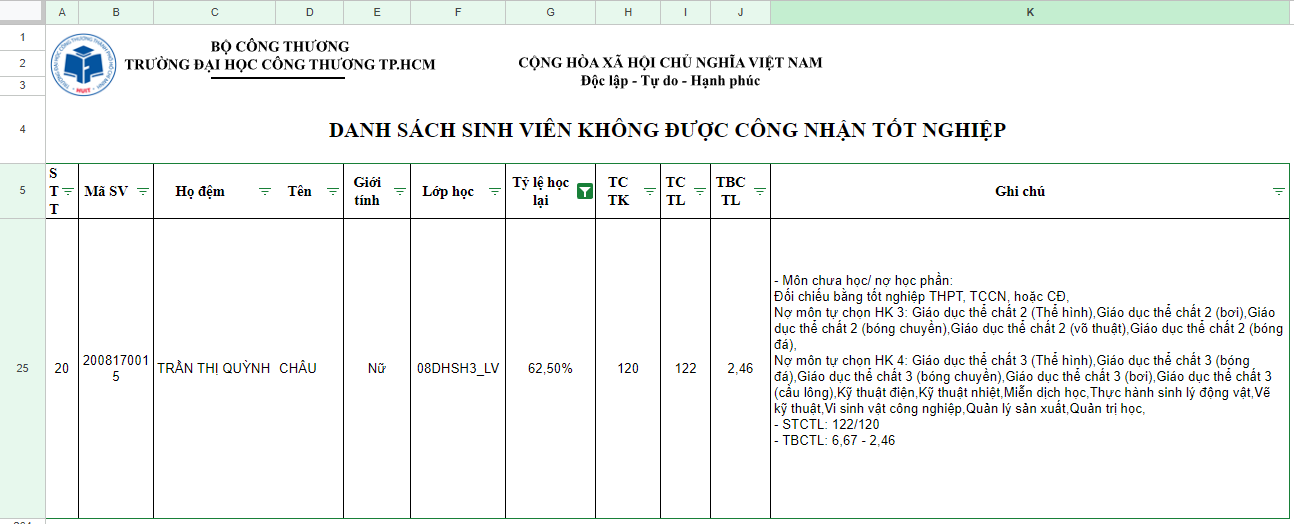 A B C D E F G H I J K
1
BỘ CÔNG THƯƠNG
2
TRƯỜNG ĐẠI HỌC CÔNG THƯƠNG TP.HCM
CỘNG HÒA XÃ HỘI CHỦ NGHĨA VIỆT NAM
3
Độc lập - Tự do - Hạnh phúc
HUIT
4
DANH SÁCH SINH VIÊN KHÔNG ĐƯỢC CÔNG NHẬN TỐT NGHIỆP
5
S
T
T
Mã SV
Họ đệm
Tên
Giới
tính
Lớp học
Tỷ lệ học
lại
TC
TK
TC
TL
TBC
TL
Ghi chú
25
20
200817001
5
TRẦN THỊ QUỲNH
CHÂU
Nữ
08DHSH3_LV
62,50%
120
122
2,46
- Môn chưa học/ nợ học phần:
Đối chiếu bằng tốt nghiệp THPT, TCCN, hoặc CĐ,
Nợ môn tự chọn HK 3: Giáo dục thể chất 2 (Thể hình),Giáo dục thể chất 2 (bơi),Giáo
dục thể chất 2 (bóng chuyền),Giáo dục thể chất 2 (võ thuật),Giáo dục thể chất 2 (bóng
đá),
Nợ môn tự chọn HK 4: Giáo dục thể chất 3 (Thể hình),Giáo dục thể chất 3 (bóng
đá),Giáo dục thể chất 3 (bóng chuyền),Giáo dục thể chất 3 (bơi),Giáo dục thể chất 3
(cầu lông),Kỹ thuật điện,Kỹ thuật nhiệt,Miễn dịch học,Thực hành sinh lý động vật,Vẽ
kỹ thuật,Vi sinh vật công nghiệp,Quản lý sản xuất,Quản trị học,
- STCTL: 122/120
- TBCTL: 6,67 - 2,46